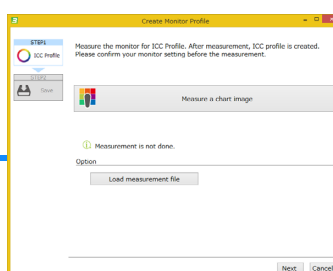 Create Monitor Profile
STEP1
ICC Profile
STEP2
Save
Measure the monitor for ICC Profile. After measurement, ICC profile is created.
Please confirm your monitor setting before the measurement.
Measure a chart image
Measurement is not done.
Option
Load measurement file
Next
Cancel